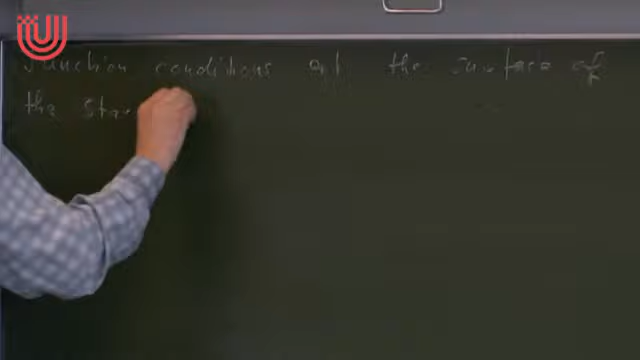 Junction conditions at the surface of
the star